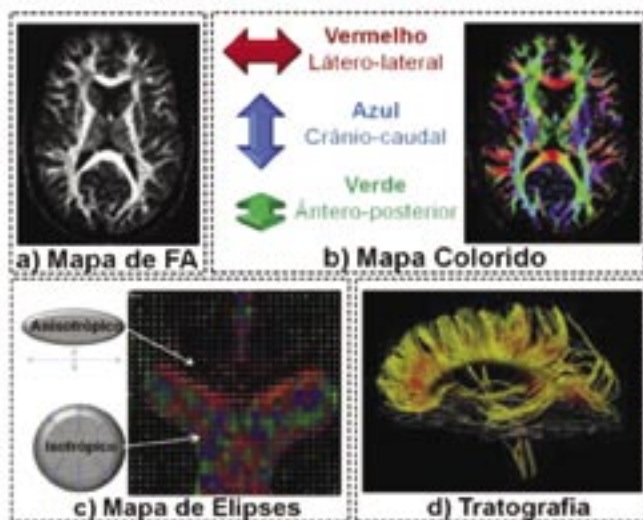 Vermelho
Látero-lateral
Azul
Crânio-caudal
Verde
Ântero-posterior
a) Mapa de FA
b) Mapa Colorido
Anisotrópico
Isotrópico
c) Mapa de Elipses
d) Tratografia